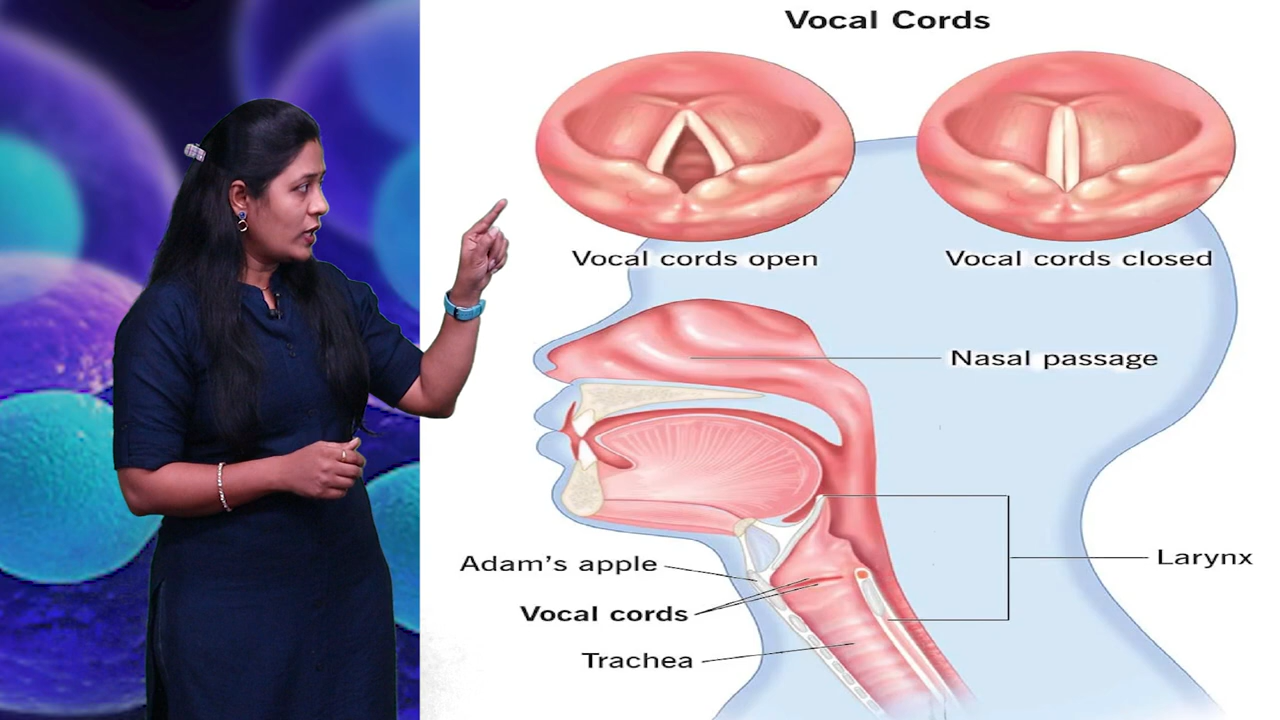 Vocal Cords
Vocal cords open
Vocal cords closed
Nasal passage
Adam's apple
Larynx
Vocal cords
Trachea